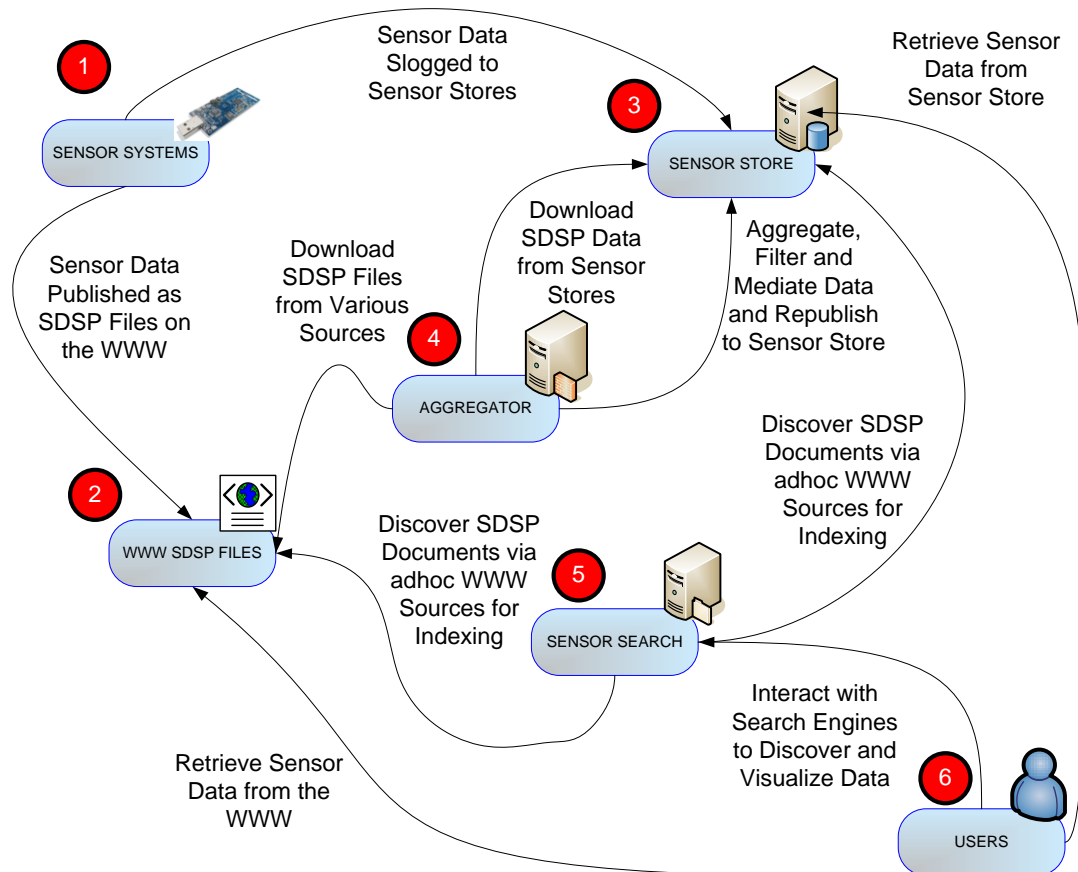 1
SENSOR SYSTEMS
Sensor Data
Slogged to
Sensor Stores
3
SENSOR STORE
Retrieve Sensor
Data from
Sensor Store
Sensor Data
Published as
SDSP Files on
the WWW
Download
SDSP Files
from Various
Sources
Download
SDSP Data
from Sensor
Stores
Aggregate,
Filter and
Mediate Data
and Republish
to Sensor Store
4
AGGREGATOR
2
WWW SDSP FILES
Discover SDSP
Documents via
adhoc WWW
Sources for
Indexing
5
SENSOR SEARCH
Discover SDSP
Documents via
adhoc WWW
Sources for
Indexing
Retrieve Sensor
Data from the
WWW
Interact with
Search Engines
to Discover and
Visualize Data
6
USERS